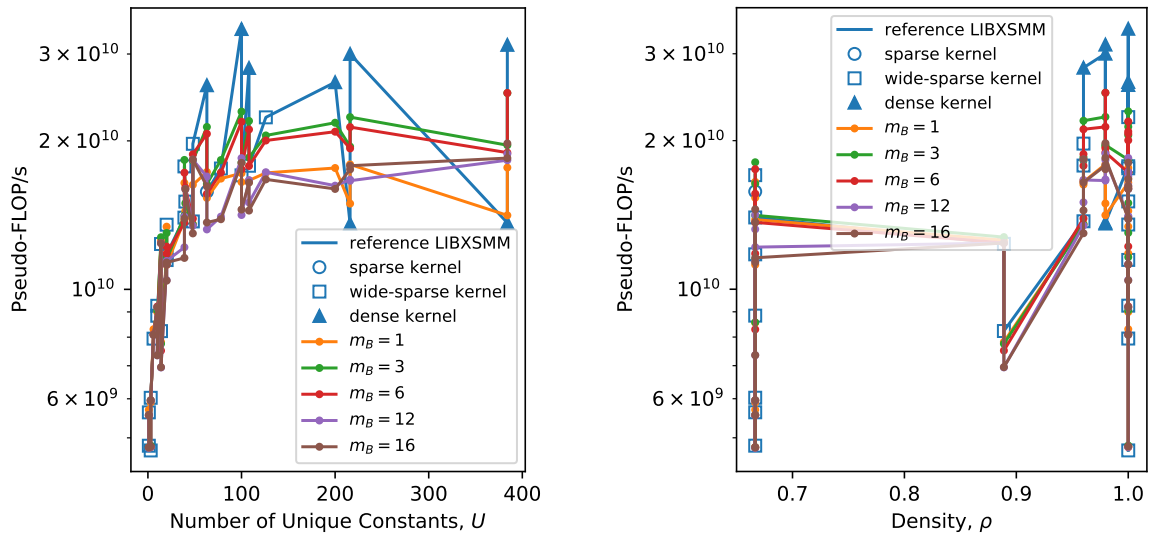 3 × 10^10
2 × 10^10
10^10
6 × 10^9
Pseudo-FLOP/s
0
100
200
300
400
Number of Unique Constants, U
reference LIBXSMM
sparse kernel
wide-sparse kernel
dense kernel
m_B = 1
m_B = 3
m_B = 6
m_B = 12
m_B = 16
3 × 10^10
2 × 10^10
10^10
6 × 10^9
Pseudo-FLOP/s
0.7
0.8
0.9
1.0
Density, ρ
reference LIBXSMM
sparse kernel
wide-sparse kernel
dense kernel
m_B = 1
m_B = 3
m_B = 6
m_B = 12
m_B = 16